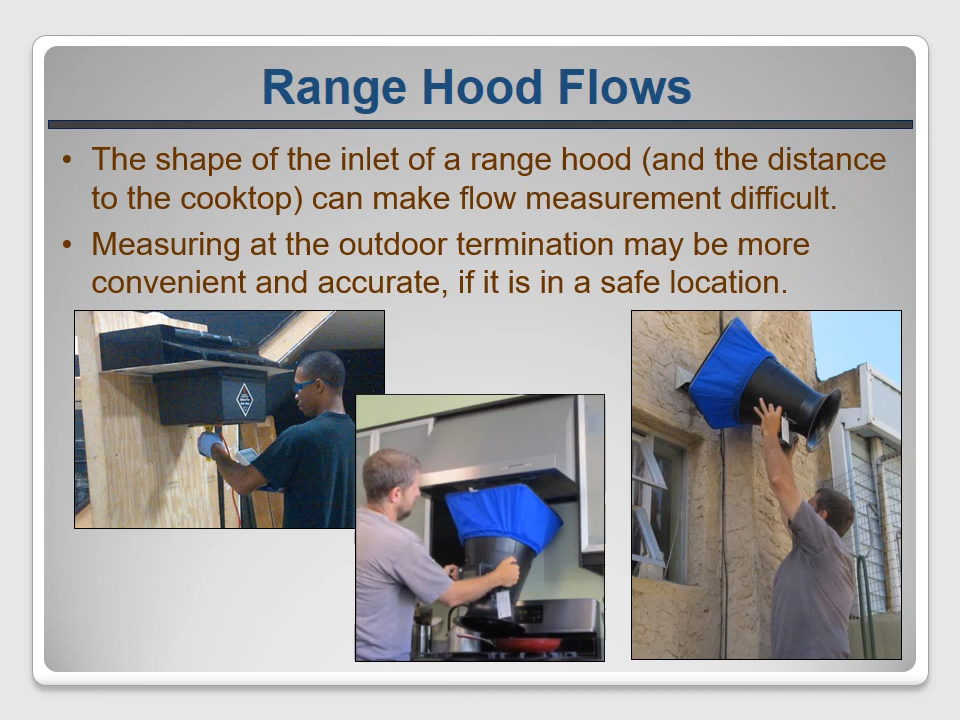 Range Hood Flows
• The shape of the inlet of a range hood (and the distance
to the cooktop) can make flow measurement difficult.
• Measuring at the outdoor termination may be more
convenient and accurate, if it is in a safe location.